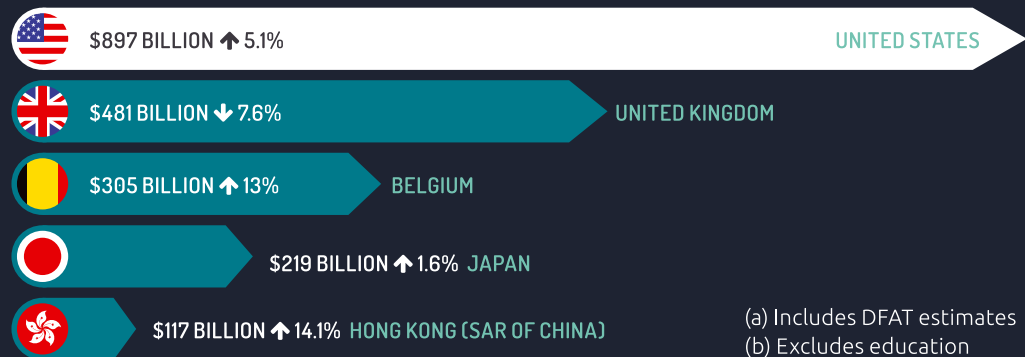 $897 BILLION ↑ 5.1% UNITED STATES
$481 BILLION ↓ 7.6% UNITED KINGDOM
$305 BILLION ↑ 13% BELGIUM
$219 BILLION ↑ 1.6% JAPAN
$117 BILLION ↑ 14.1% HONG KONG (SAR OF CHINA)
(a) Includes DFAT estimates
(b) Excludes education